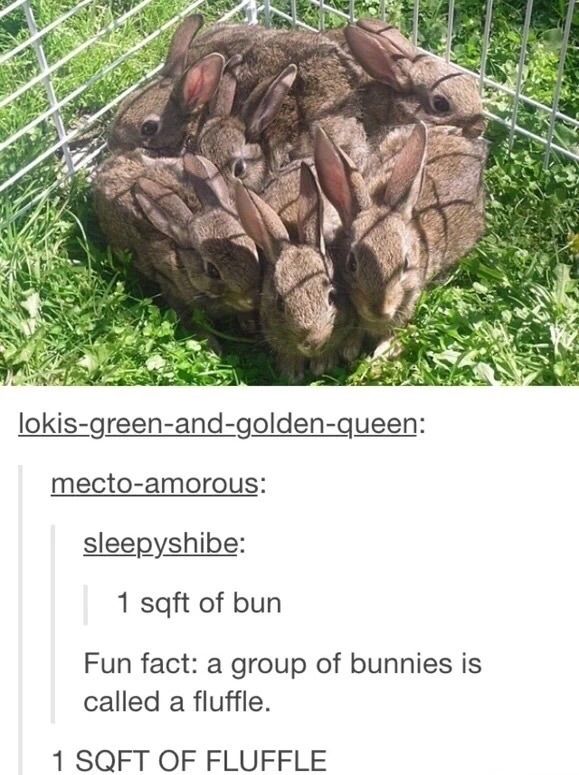 lokis-green-and-golden-queen:
mecto-amorous:
sleepyshibe:
1 sqft of bun
Fun fact: a group of bunnies is
called a fluffle.
1 SQFT OF FLUFFLE